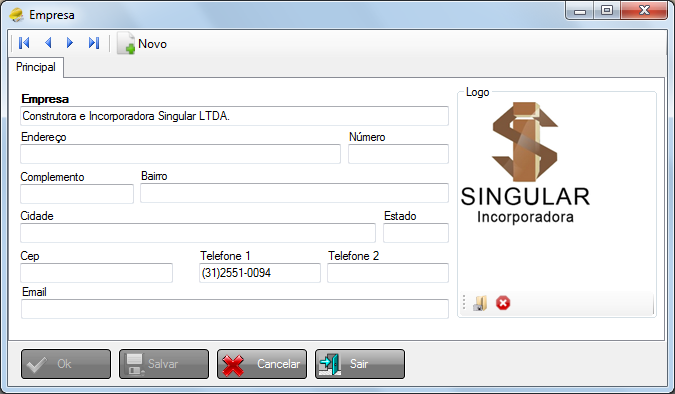 Empresa
Novo
Principal
Empresa
Construtora e Incorporadora Singular LTDA.
Endereço Número
Complemento Bairro
Cidade Estado
Cep Telefone 1 Telefone 2
(31)2551-0094
Email
Logo
SINGULAR
Incorporadora
Ok Salvar Cancelar Sair